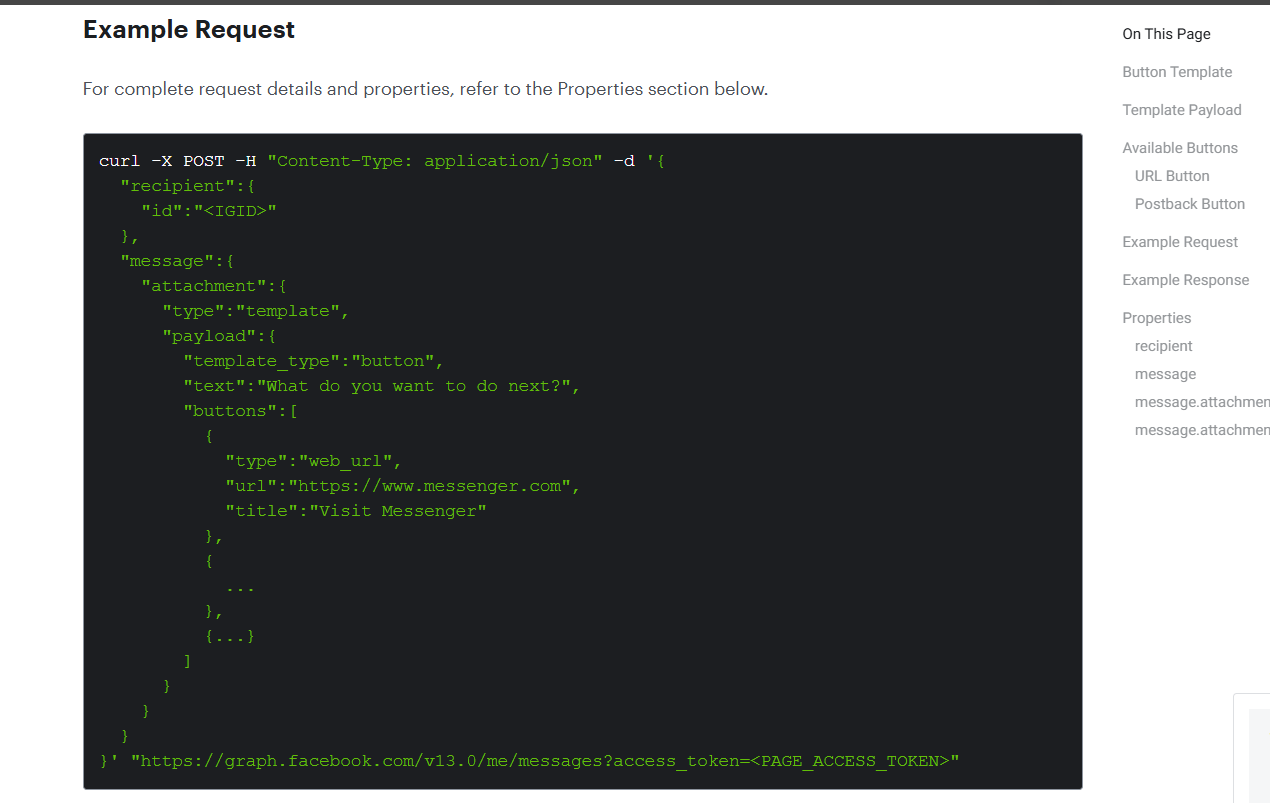 Example Request
For complete request details and properties, refer to the Properties section below.
curl -X POST -H "Content-Type: application/json" -d '{
  "recipient":{
    "id":"<IGID>"
  },
  "message":{
    "attachment":{
      "type":"template",
      "payload":{
        "template_type":"button",
        "text":"What do you want to do next?",
        "buttons":[
          {
            "type":"web_url",
            "url":"https://www.messenger.com",
            "title":"Visit Messenger"
          },
          {
            ...
          },
          {...}
        ]
      }
    }
  }
}' "https://graph.facebook.com/v13.0/me/messages?access_token=<PAGE_ACCESS_TOKEN>"
On This Page
Button Template
Template Payload
Available Buttons
URL Button
Postback Button
Example Request
Example Response
Properties
recipient
message
message.attachmen
message.attachmen